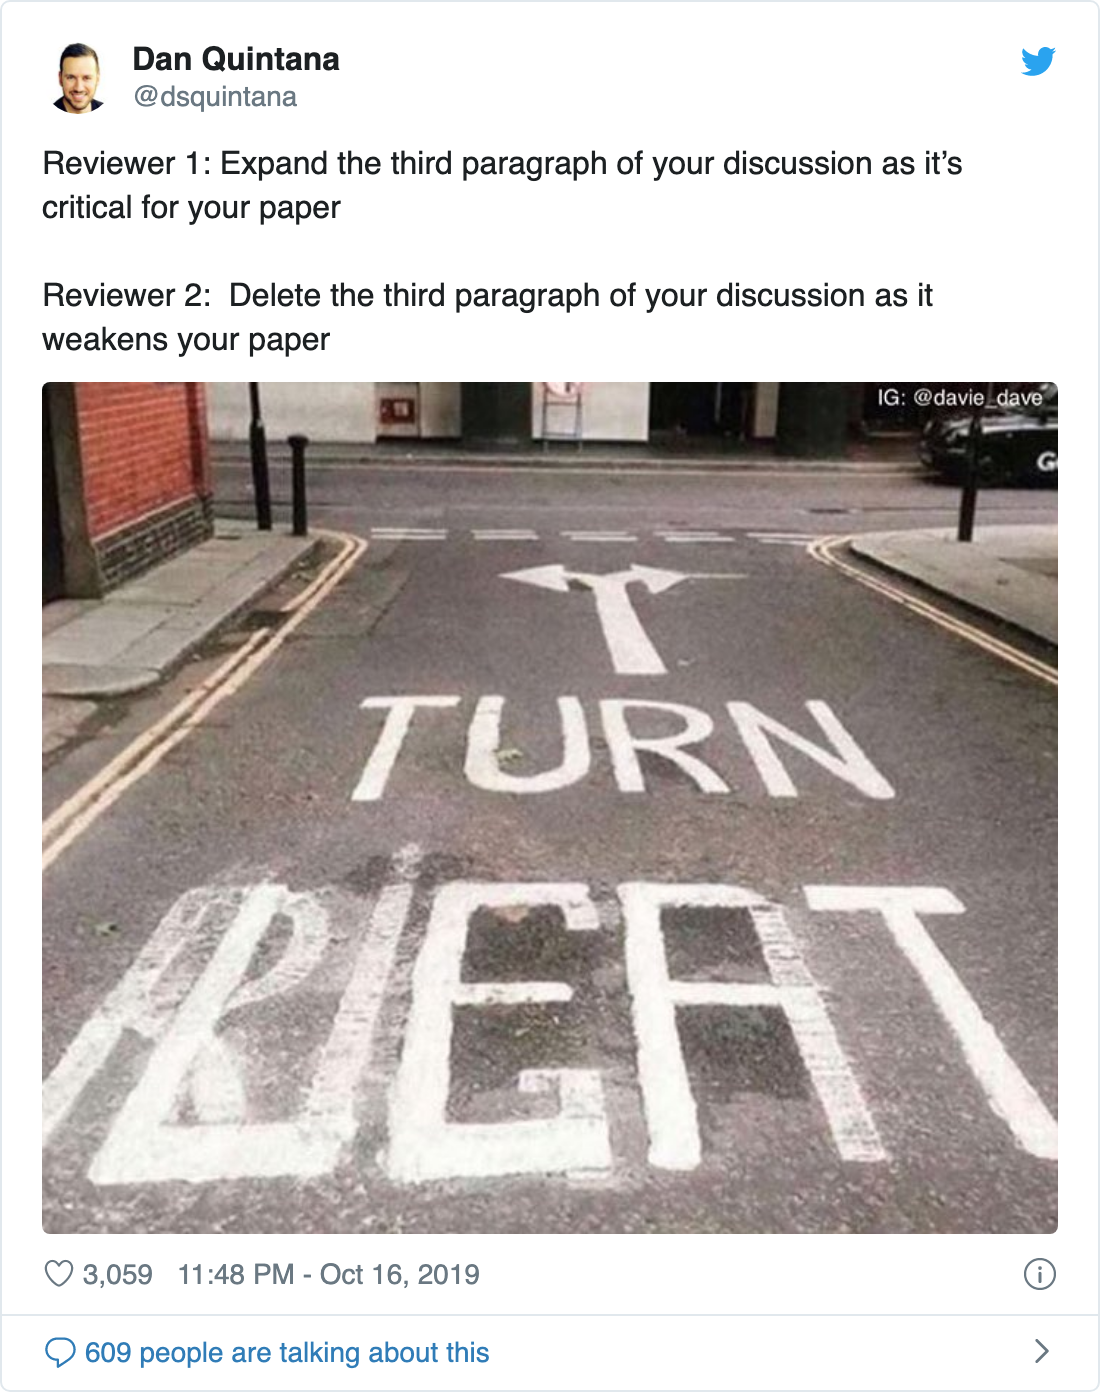 Dan Quintana
@dsquintana
Reviewer 1: Expand the third paragraph of your discussion as it’s
critical for your paper
Reviewer 2:  Delete the third paragraph of your discussion as it
weakens your paper
IG: @davie_dave
TURN
3,059 11:48 PM - Oct 16, 2019
609 people are talking about this